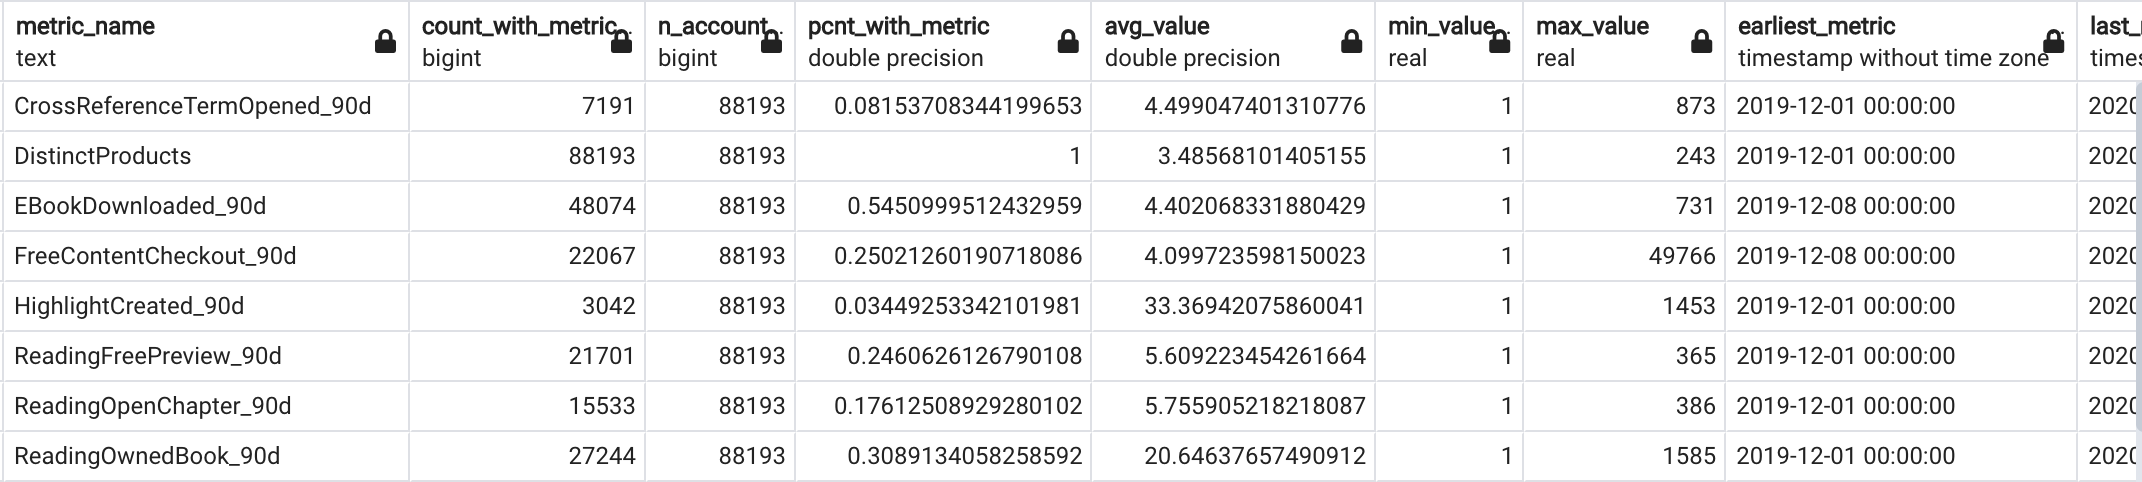 metric_name count_with_metric n_account pcnt_with_metric avg_value min_value max_value earliest_metric
text bigint bigint double precision double precision real real timestamp without time zone
CrossReferenceTermOpened_90d 7191 88193 0.08153708344199653 4.499047401310776 1 873 2019-12-01 00:00:00 2020
DistinctProducts 88193 88193 1 3.48568101405155 1 243 2019-12-01 00:00:00 2020
EBookDownloaded_90d 48074 88193 0.5450999512432959 4.402068331880429 1 731 2019-12-08 00:00:00 2020
FreeContentCheckout_90d 22067 88193 0.25021260190718086 4.099723598150023 1 49766 2019-12-08 00:00:00 2020
HighlightCreated_90d 3042 88193 0.03449253342101981 33.36942075860041 1 1453 2019-12-01 00:00:00 2020
ReadingFreePreview_90d 21701 88193 0.2460626126790108 5.609223454261664 1 365 2019-12-01 00:00:00 2020
ReadingOpenChapter_90d 15533 88193 0.17612508929280102 5.755905218218087 1 386 2019-12-01 00:00:00 2020
ReadingOwnedBook_90d 27244 88193 0.3089134058258592 20.64637657490912 1 1585 2019-12-01 00:00:00 2020